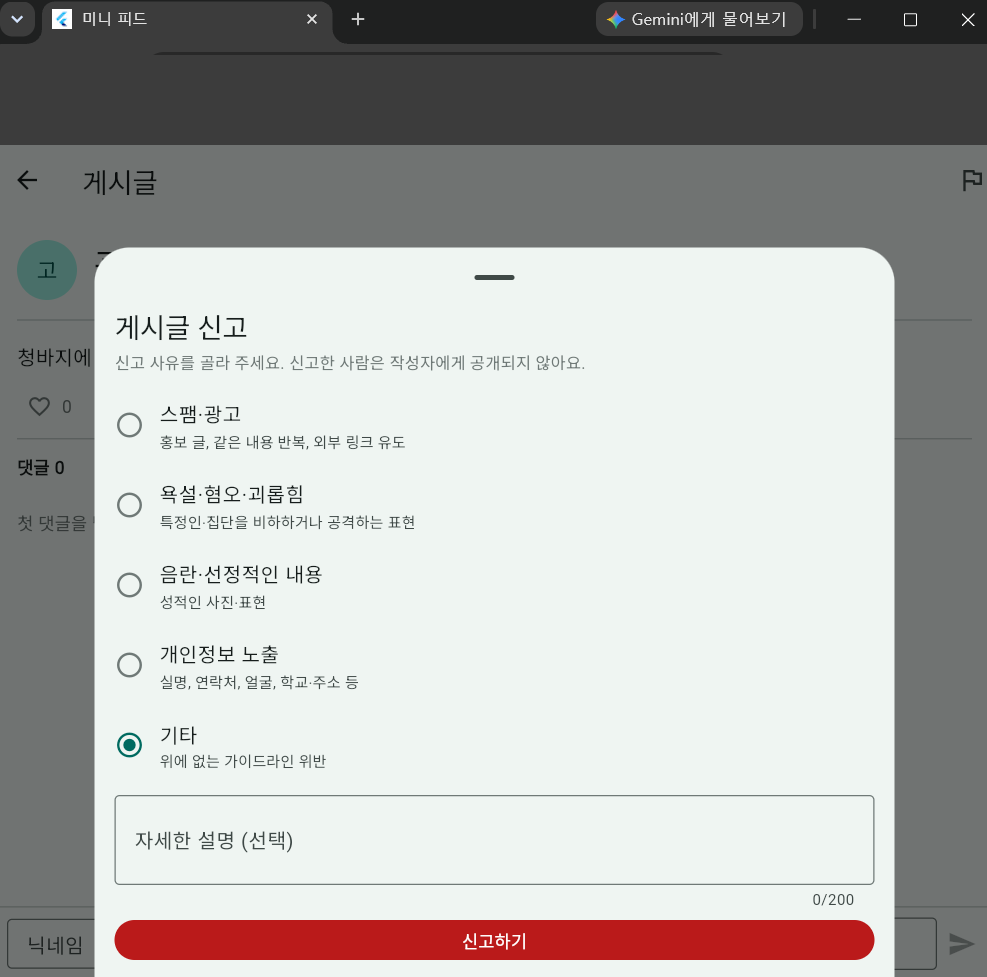 미니 피드
Gemini에게 물어보기
게시글
고
게시글 신고
신고 사유를 골라 주세요. 신고한 사람은 작성자에게 공개되지 않아요.
청바지에
스팸·광고
홍보 글, 같은 내용 반복, 외부 링크 유도
0
댓글 0
욕설·혐오·괴롭힘
특정인·집단을 비하하거나 공격하는 표현
첫 댓글을
음란·선정적인 내용
성적인 사진·표현
개인정보 노출
실명, 연락처, 얼굴, 학교·주소 등
기타
위에 없는 가이드라인 위반
자세한 설명 (선택)
0/200
신고하기
닉네임